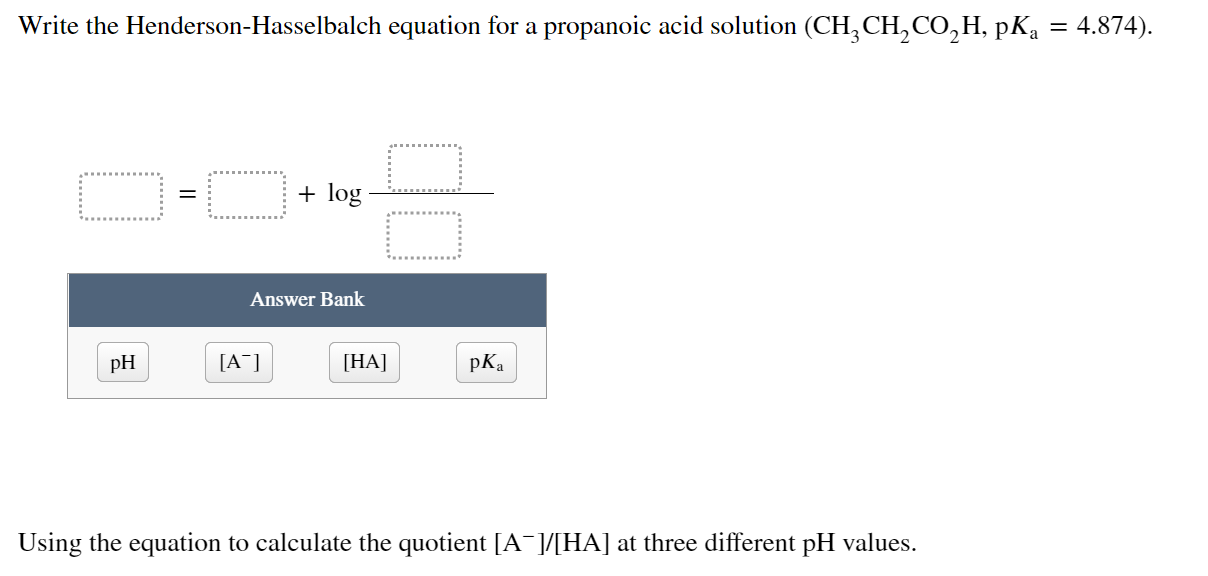 Write the Henderson-Hasselbalch equation for a propanoic acid solution (CH₃CH₂CO₂H, pKₐ = 4.874).
= + log
Answer Bank
pH [A⁻] [HA] pKₐ
Using the equation to calculate the quotient [A⁻]/[HA] at three different pH values.